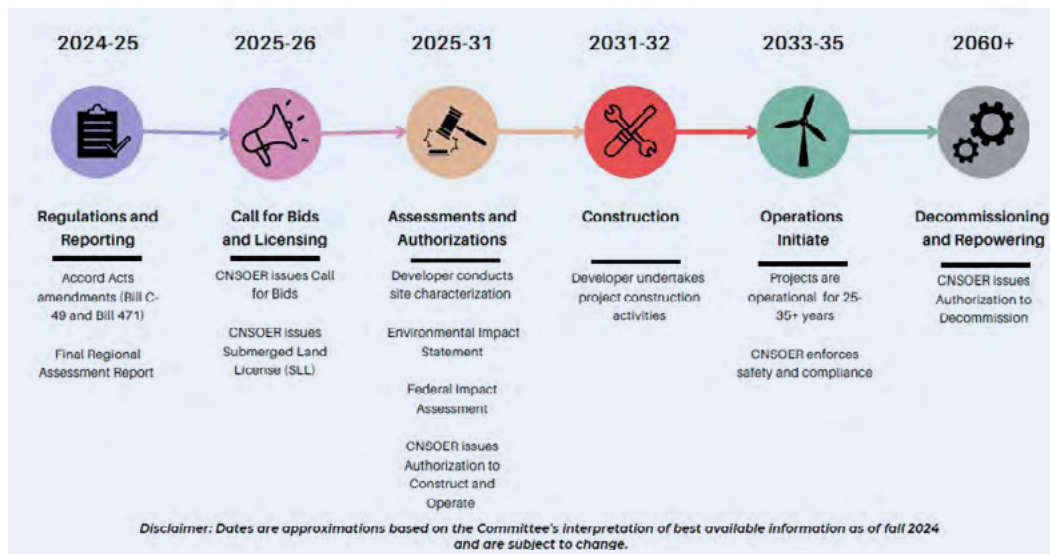 2024-25
2025-26
2025-31
2031-32
2033-35
2060+
Regulations and
Reporting
Accord Acts
amendments (Bill C-
49 and Bill 471)
Final Regional
Assessment Report
Call for Bids
and Licensing
CNSOER issues Call
for Bids
CNSOER issues
Submerged Land
License (SLL)
Assessments and
Authorizations
Developer conducts
site characterization
Environmental Impact
Statement
Federal Impact
Assessment
CNSOER issues
Authorization to
Construct and
Operate
Construction
Developer undertakes
project construction
activities
Operations
Initiate
Projects are
operational for 25-
35+ years
CNSOER enforces
safety and compliance
Decommissioning
and Repowering
CNSOER issues
Authorization to
Decommission
Disclaimer: Dates are approximations based on the Committee's interpretation of best available information as of fall 2024
and are subject to change.